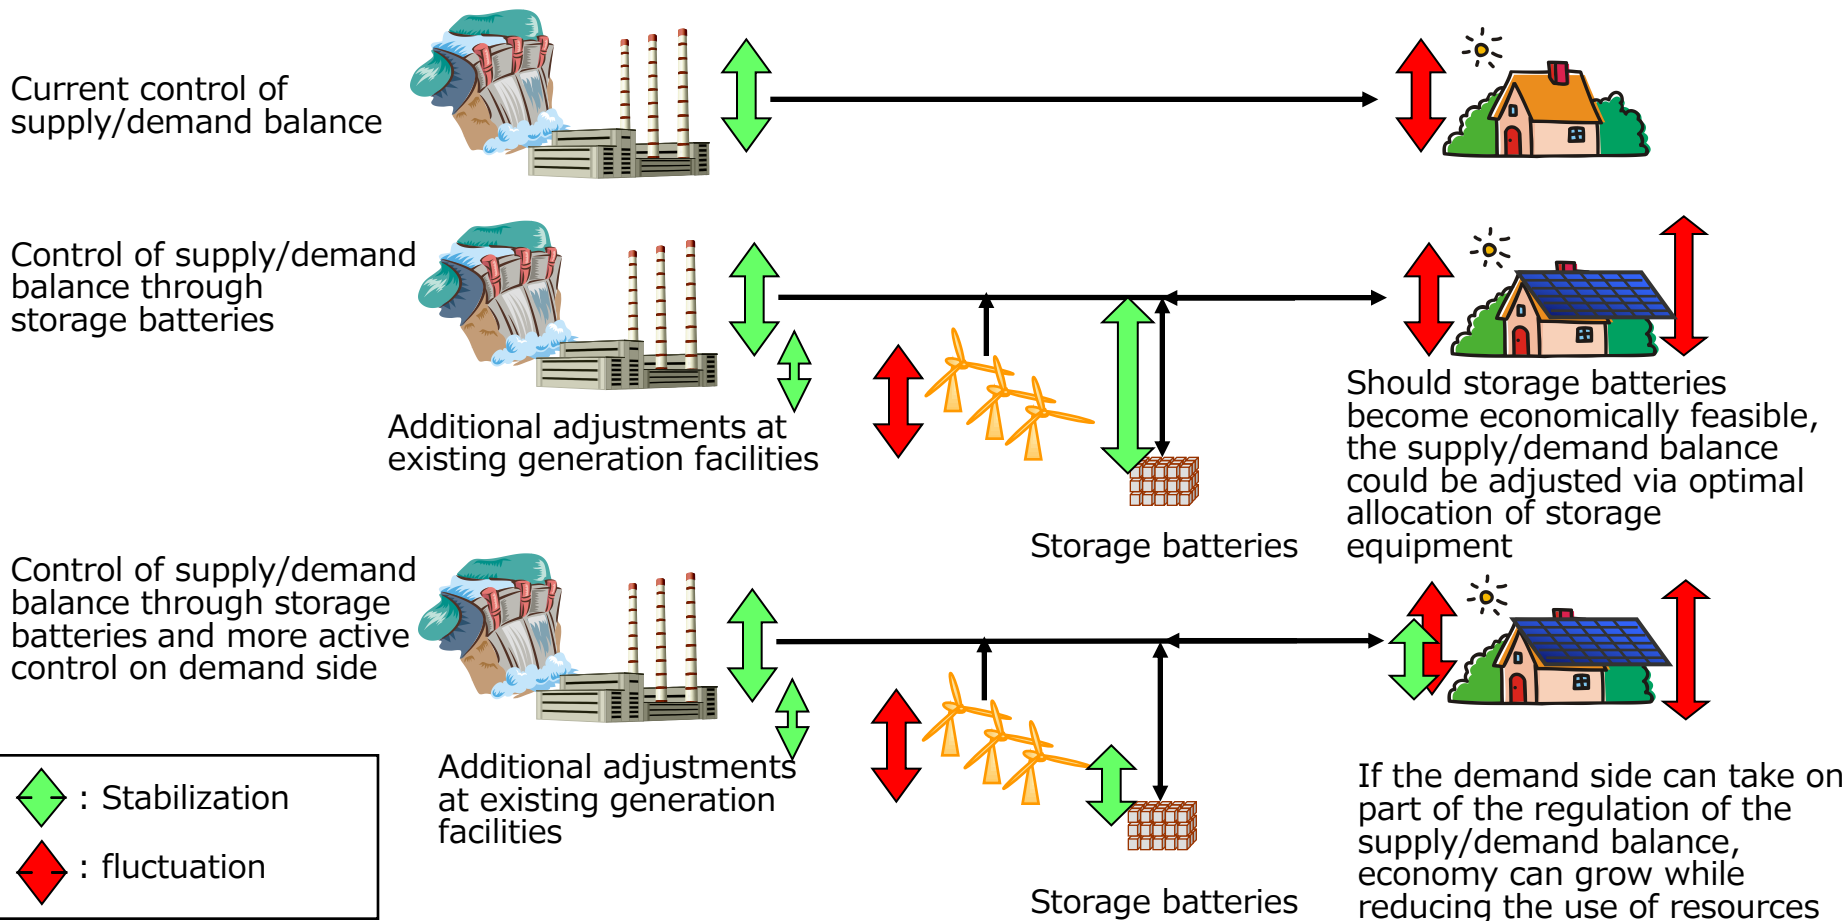 Current control of
supply/demand balance
Control of supply/demand
balance through
storage batteries
Additional adjustments at
existing generation facilities
Storage batteries
Should storage batteries
become economically feasible,
the supply/demand balance
could be adjusted via optimal
allocation of storage
equipment
Control of supply/demand
balance through storage
batteries and more active
control on demand side
Additional adjustments
at existing generation
facilities
Storage batteries
If the demand side can take on
part of the regulation of the
supply/demand balance,
economy can grow while
reducing the use of resources
: Stabilization
: fluctuation